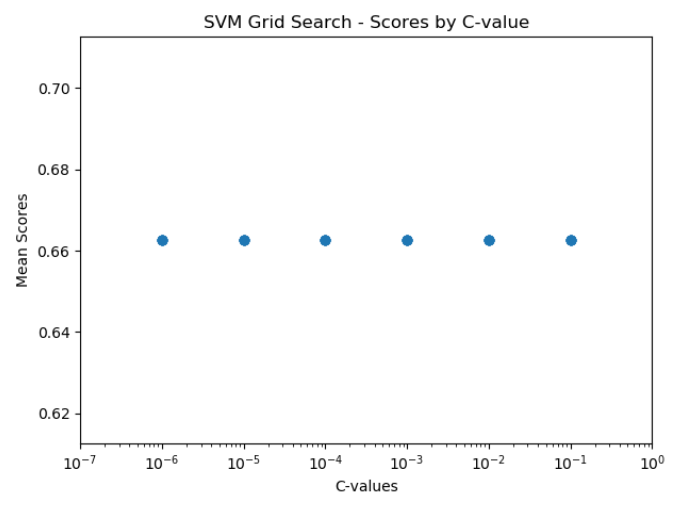 SVM Grid Search - Scores by C-value
Mean Scores
0.70
0.68
0.66
0.64
0.62
10⁻⁷ 10⁻⁶ 10⁻⁵ 10⁻⁴ 10⁻³ 10⁻² 10⁻¹ 10⁰
C-values